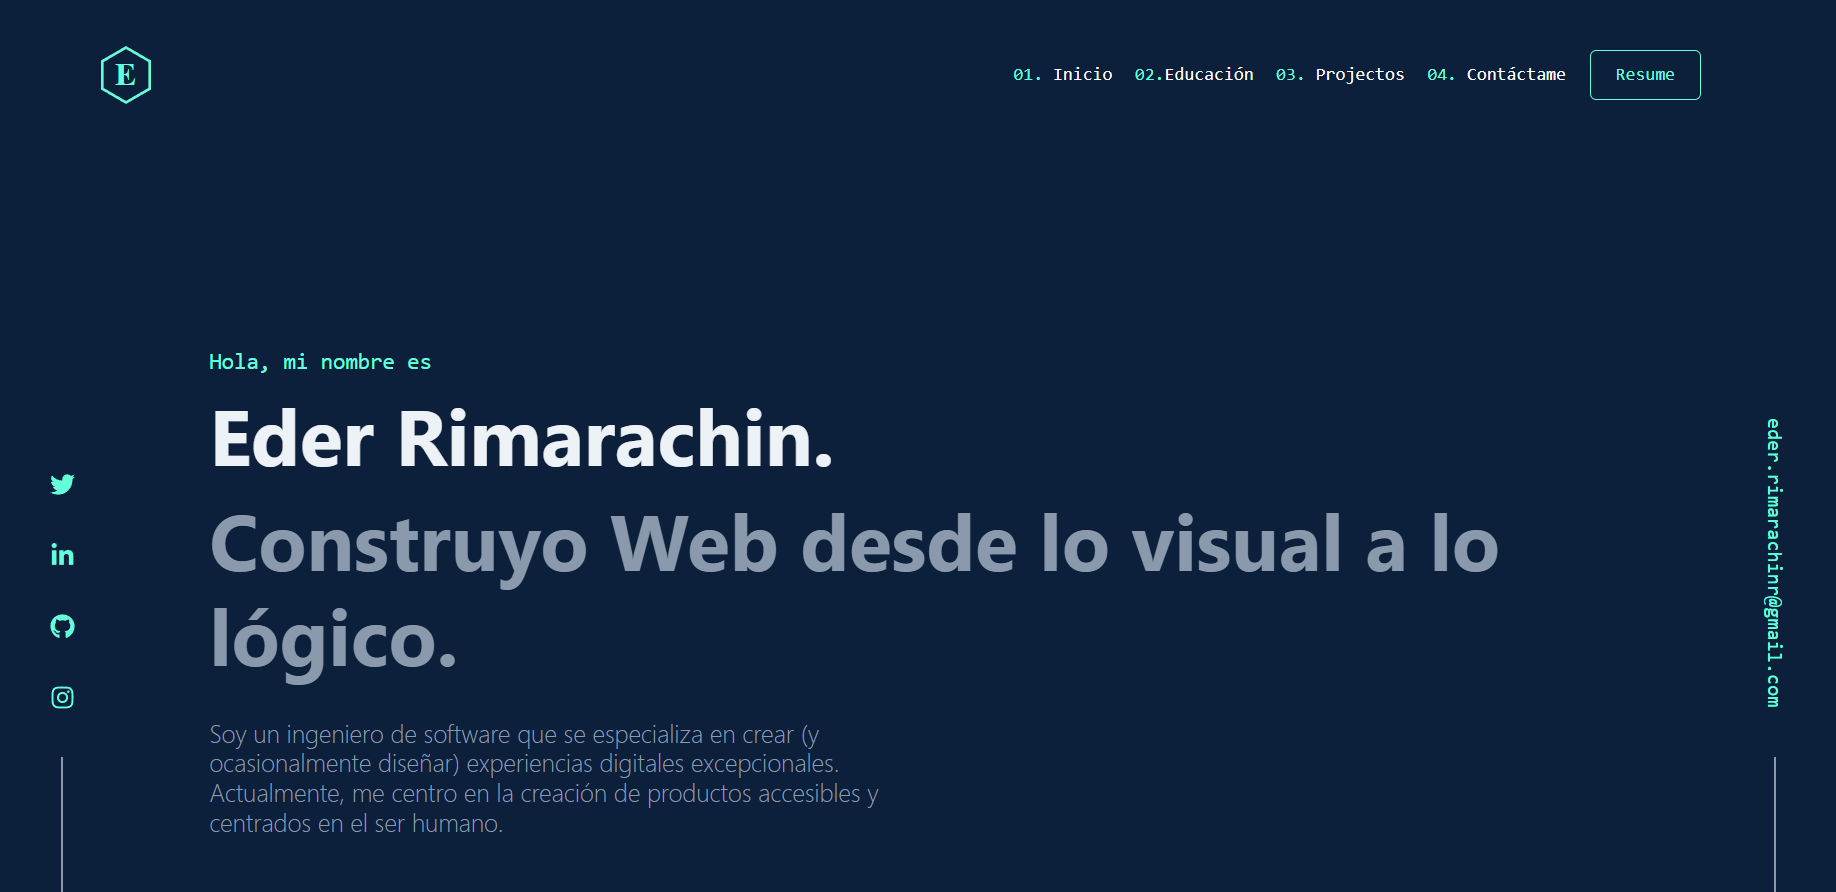 E
01. Inicio 02.Educación 03. Projectos 04. Contáctame Resume
Hola, mi nombre es
Eder Rimarachin.
Construyo Web desde lo visual a lo
lógico.
Soy un ingeniero de software que se especializa en crear (y
ocasionalmente diseñar) experiencias digitales excepcionales.
Actualmente, me centro en la creación de productos accesibles y
centrados en el ser humano.
in
eder.rimarachinr@gmail.com